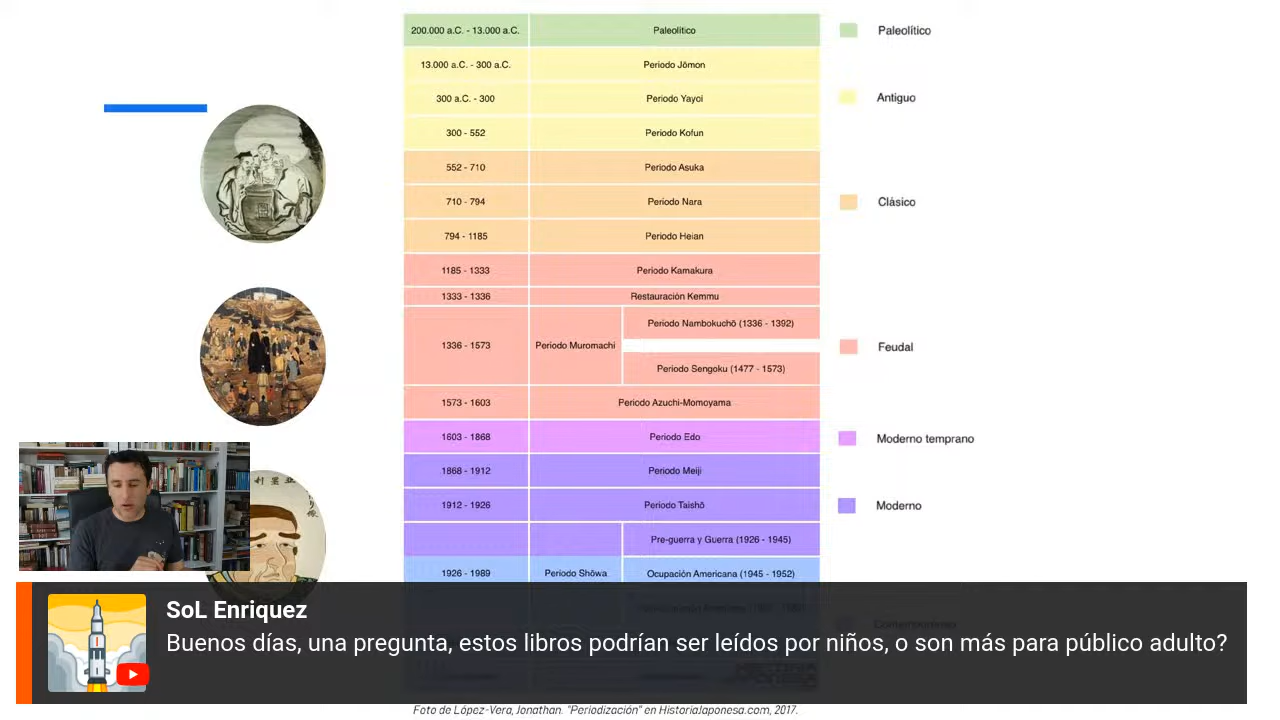 200.000 a.C. - 13.000 a.C. Paleolítico
13.000 a.C. - 300 a.C. Periodo Jōmon
300 a.C. - 300 Periodo Yayoi
300 - 552 Periodo Kofun
552 - 710 Periodo Asuka
710 - 794 Periodo Nara
794 - 1185 Periodo Heian
1185 - 1333 Periodo Kamakura
1333 - 1336 Restauración Kemmu
1336 - 1573 Periodo Muromachi
Periodo Nambokuchō (1336 - 1392)
Periodo Sengoku (1477 - 1573)
1573 - 1603 Periodo Azuchi-Momoyama
1603 - 1868 Periodo Edo
1868 - 1912 Periodo Meiji
1912 - 1926 Periodo Taishō
1926 - 1989 Periodo Shōwa
Pre-guerra y Guerra (1926 - 1945)
Ocupación Americana (1945 - 1952)
Paleolítico
Antiguo
Clásico
Feudal
Moderno temprano
Moderno
Contemporáneo
SoL Enriquez
Buenos días, una pregunta, estos libros podrían ser leídos por niños, o son más para público adulto?
Foto de López-Vera, Jonathan. "Periodización" en HistoriaJaponesa.com, 2017.